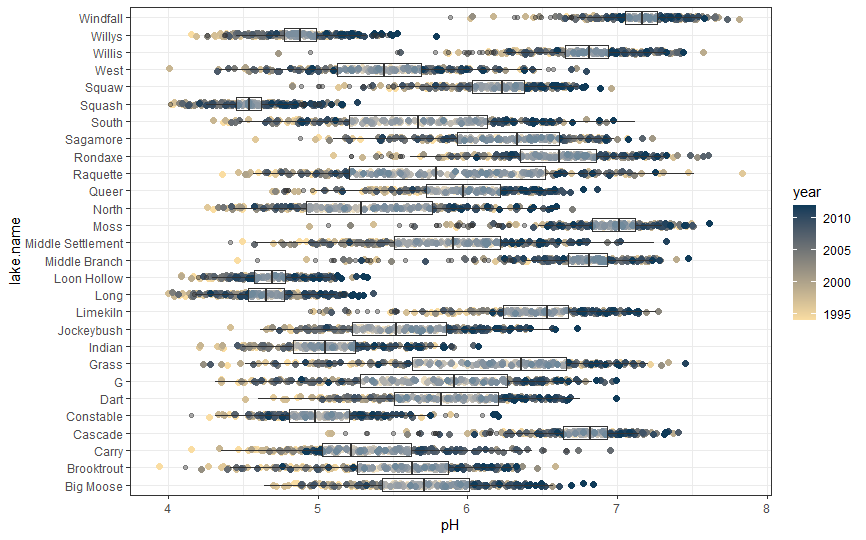 Windfall
Willys
Willis
West
Squaw
Squash
South
Sagamore
Rondaxe
Raquette
Queer
North
Moss
Middle Settlement
Middle Branch
Loon Hollow
Long
Limekiln
Jockeybush
Indian
Grass
G
Dart
Constable
Cascade
Carry
Brooktrout
Big Moose
lake.name
4 5 6 7 8
pH
year
2010
2005
2000
1995